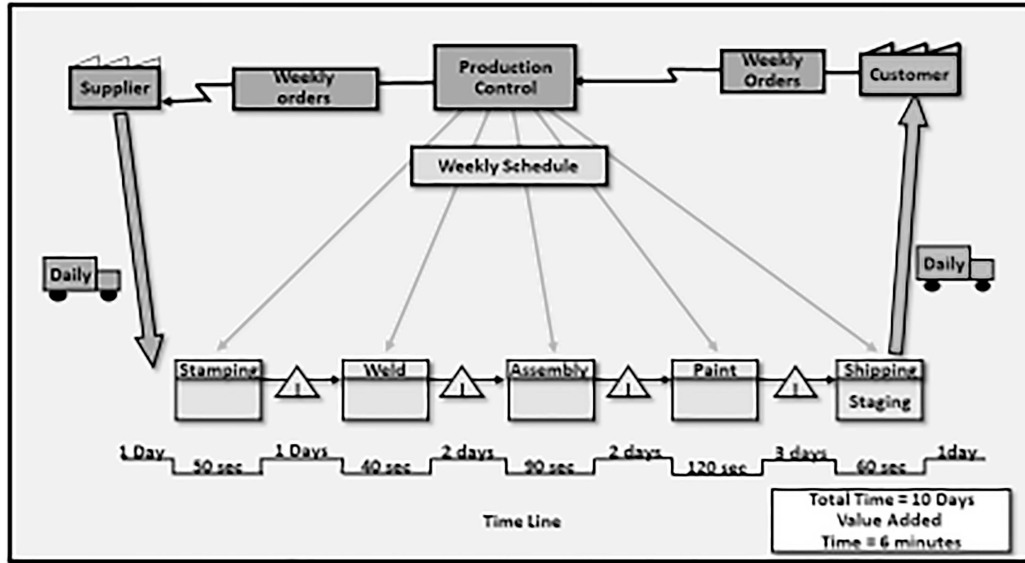 Supplier
Weekly
orders
Production
Control
Weekly
Orders
Customer
Weekly Schedule
Daily
Daily
Stamping
Weld
Assembly
Paint
Shipping
Staging
I
I
I
I
1 Day
50 sec
1 Days
40 sec
2 days
90 sec
2 days
120 sec
3 days
60 sec
1day
Time Line
Total Time = 10 Days
Value Added
Time = 6 minutes